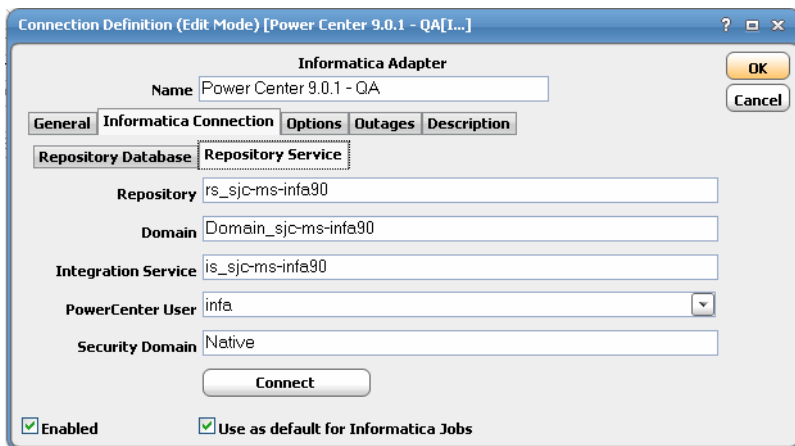 Connection Definition (Edit Mode) [Power Center 9.0.1 - QA[I...]
Informatica Adapter
OK
Name Power Center 9.0.1 - QA
Cancel
General Informatica Connection Options Outages Description
Repository Database Repository Service
Repository rs_sjc-ms-infa90
Domain Domain_sjc-ms-infa90
Integration Service is_sjc-ms-infa90
PowerCenter User infa
Security Domain Native
Connect
Enabled Use as default for Informatica Jobs